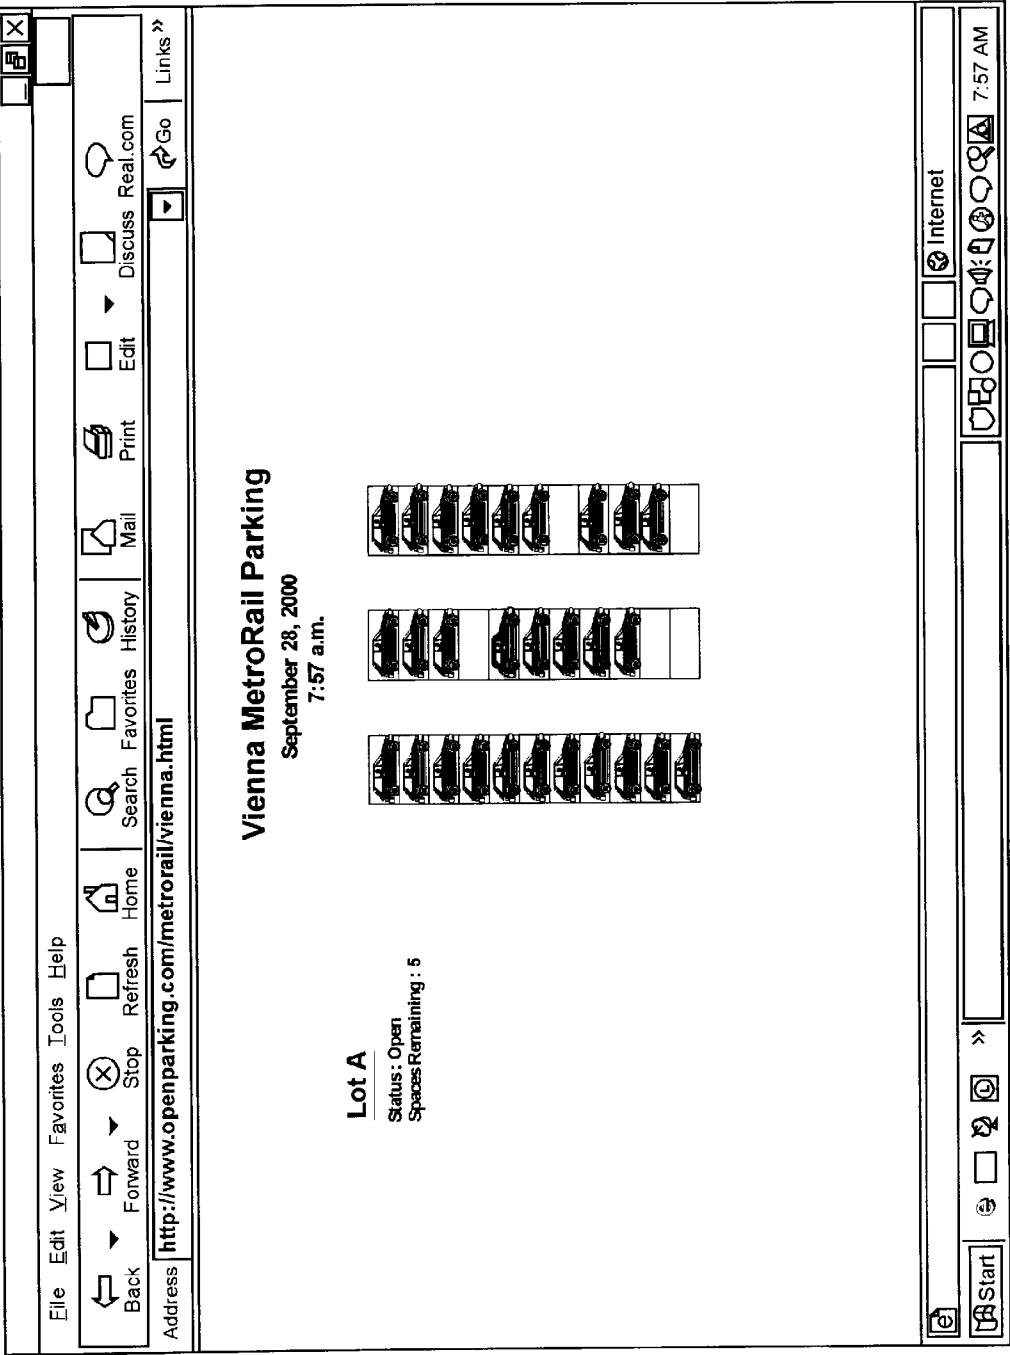 File Edit View Favorites Tools Help
Back Forward Stop Refresh Home Search Favorites History Mail Print Edit Discuss Real.com
Address http://www.openparking.com/metrorail/vienna.html Go Links »
Vienna MetroRail Parking
September 28, 2000
7:57 a.m.
Lot A
Status : Open
Spaces Remaining : 5
Internet
Start » 7:57 AM